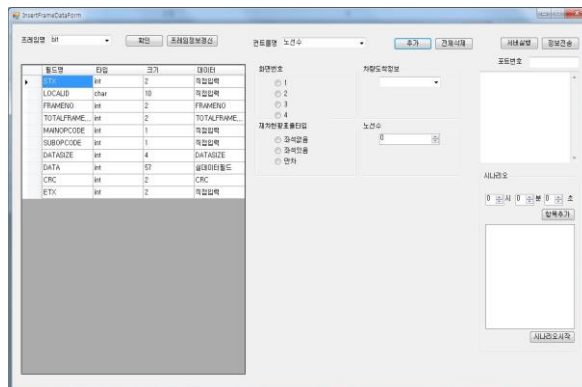 InsertFrameDataForm
프레임명 bit 확인 프레임정보갱신 컨트롤명 노선수 추가 전체삭제 서버실행 정보전송
포트번호
필드명 타입 크기 데이터
STX int 2 직접입력
LOCALID char 10 직접입력
FRAMENO int 2 FRAMENO
TOTALFRAME,... int 2 TOTALFRAME,...
MAINOPCODE int 1 직접입력
SUBOPCODE int 1 직접입력
DATASIZE int 4 DATASIZE
DATA int 57 실데이터필드
CRC int 2 CRC
ETX int 2 직접입력
화면번호
1
2
3
4
차량도착정보
재차현황표출타입
좌석없음
좌석있음
만차
노선수
0
시나리오
0 시 0 분 0 초
항목추가
시나리오시작